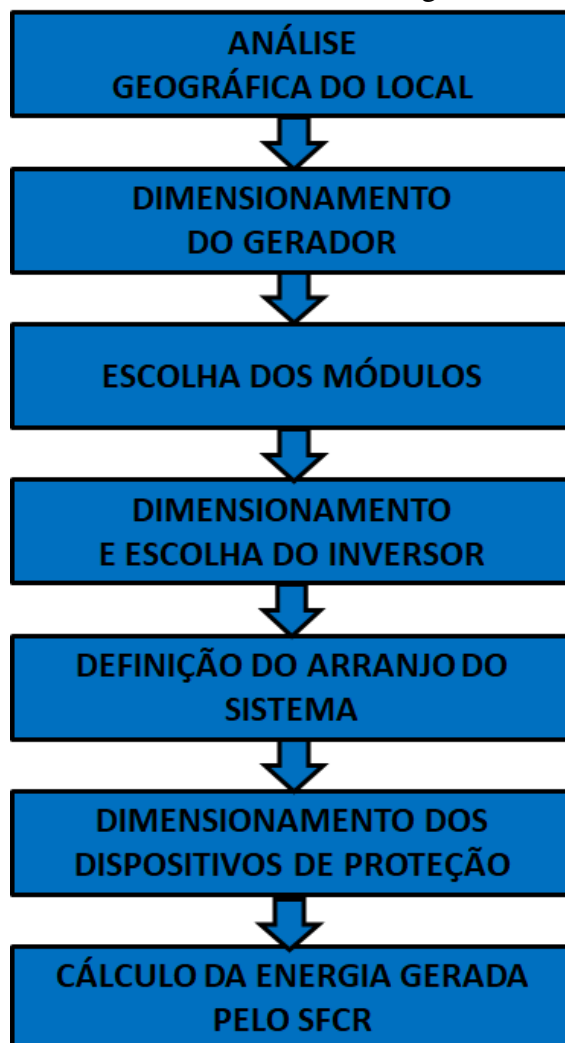 ANÁLISE
GEOGRÁFICA DO LOCAL
DIMENSIONAMENTO
DO GERADOR
ESCOLHA DOS MÓDULOS
DIMENSIONAMENTO
E ESCOLHA DO INVERSOR
DEFINIÇÃO DO ARRANJO DO
SISTEMA
DIMENSIONAMENTO DOS
DISPOSITIVOS DE PROTEÇÃO
CÁLCULO DA ENERGIA GERADA
PELO SFCR